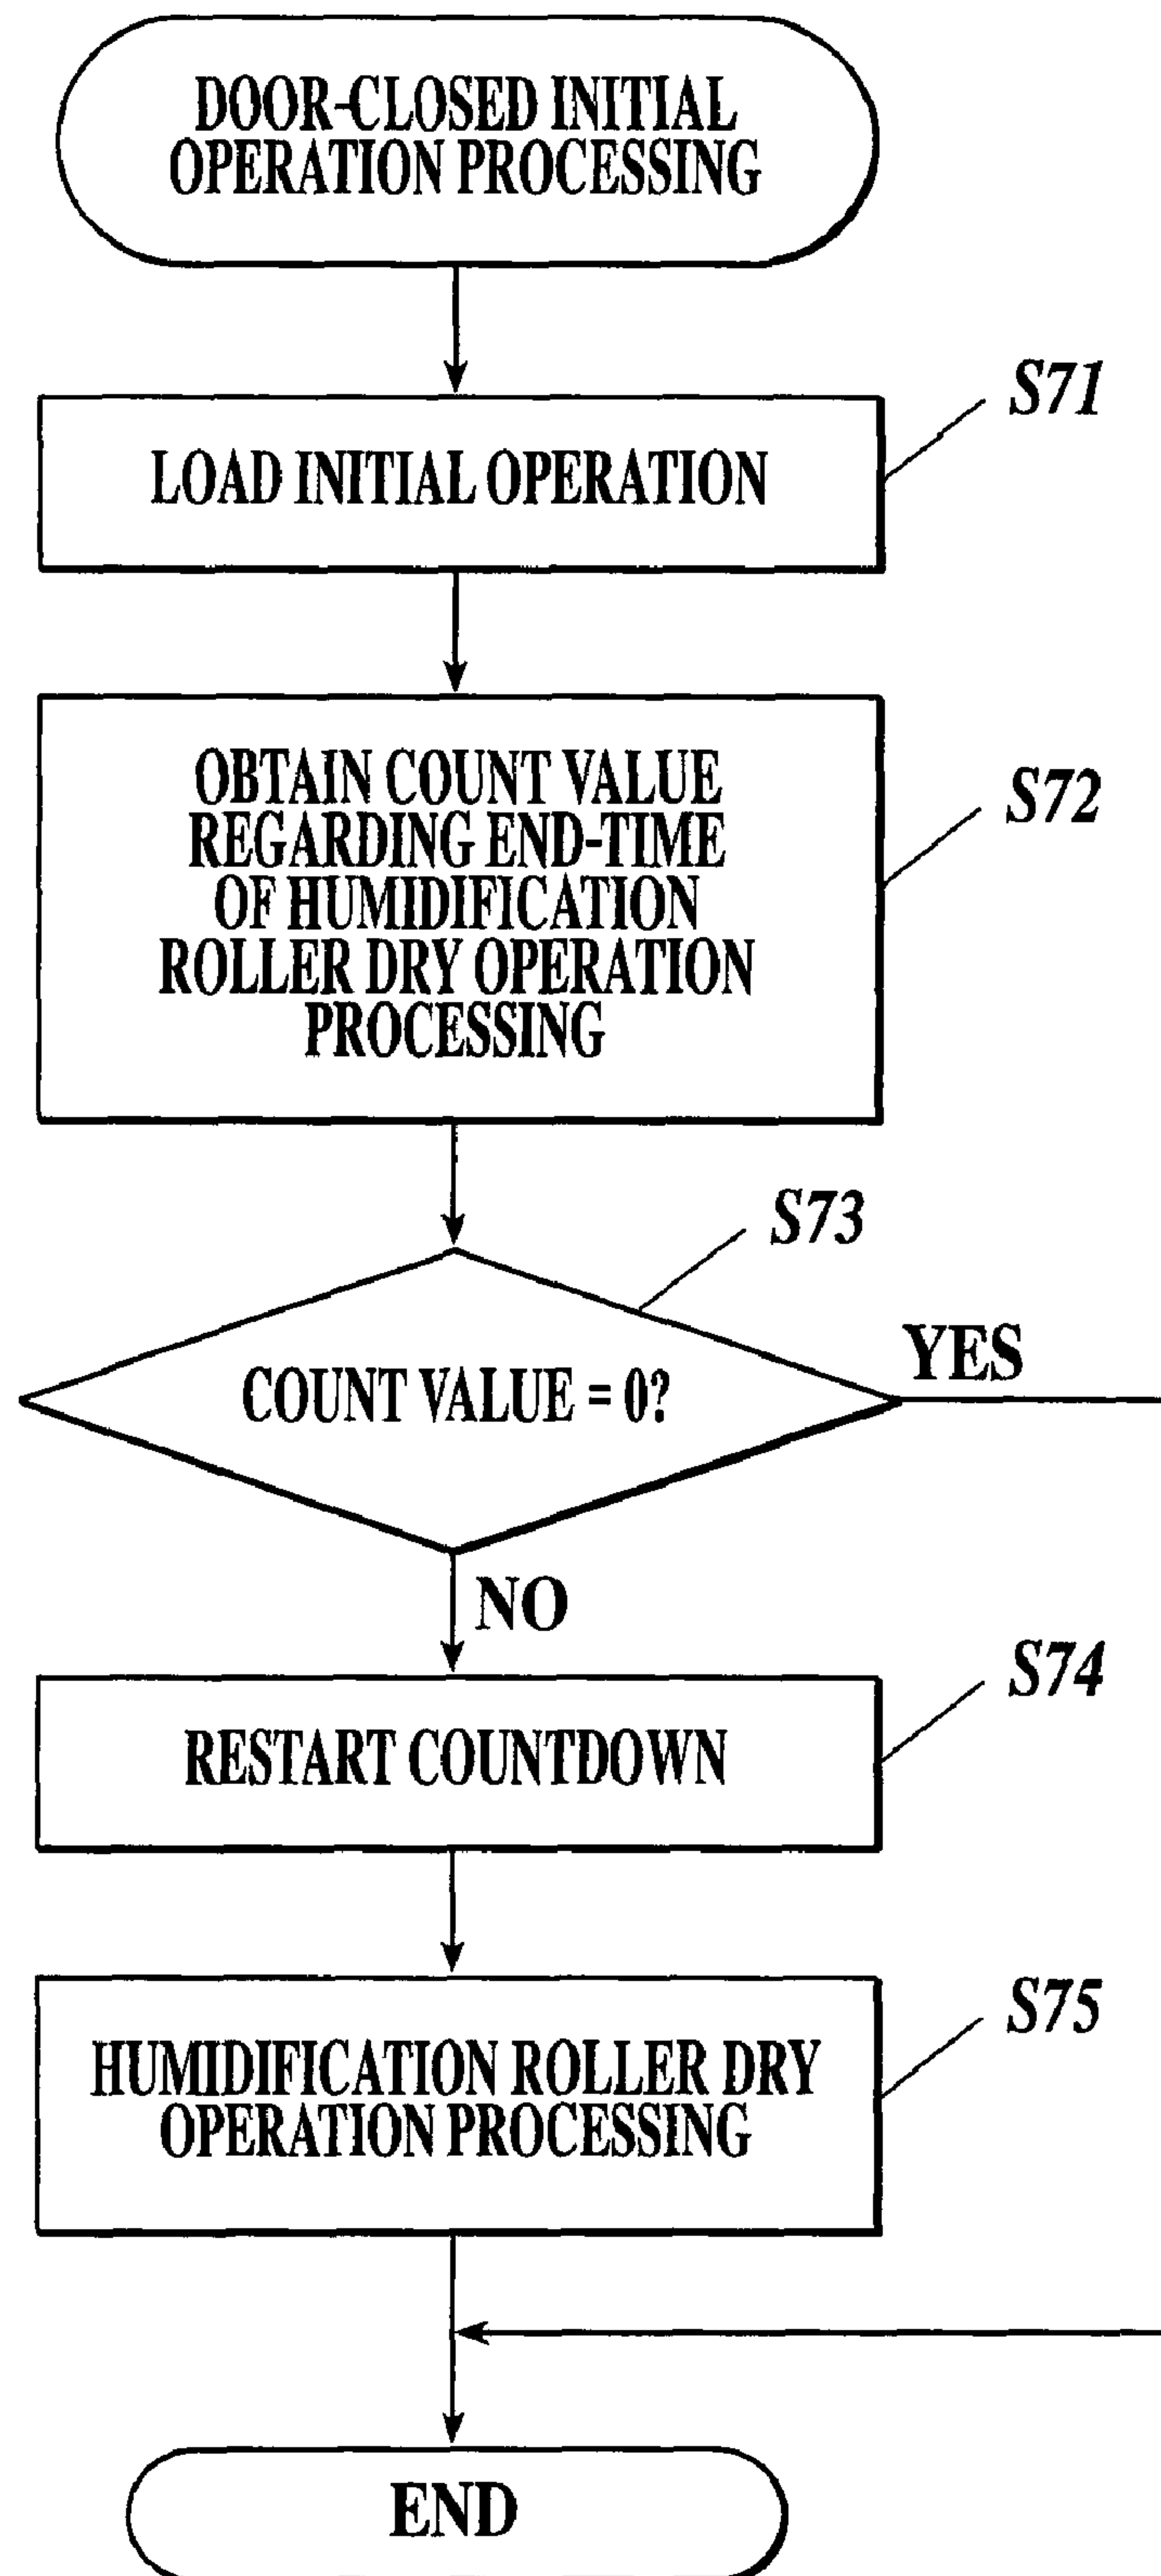 DOOR-CLOSED INITIAL
OPERATION PROCESSING
S71
LOAD INITIAL OPERATION
S72
OBTAIN COUNT VALUE
REGARDING END-TIME
OF HUMIDIFICATION
ROLLER DRY OPERATION
PROCESSING
S73
COUNT VALUE = 0?
YES
NO
S74
RESTART COUNTDOWN
S75
HUMIDIFICATION ROLLER DRY
OPERATION PROCESSING
END